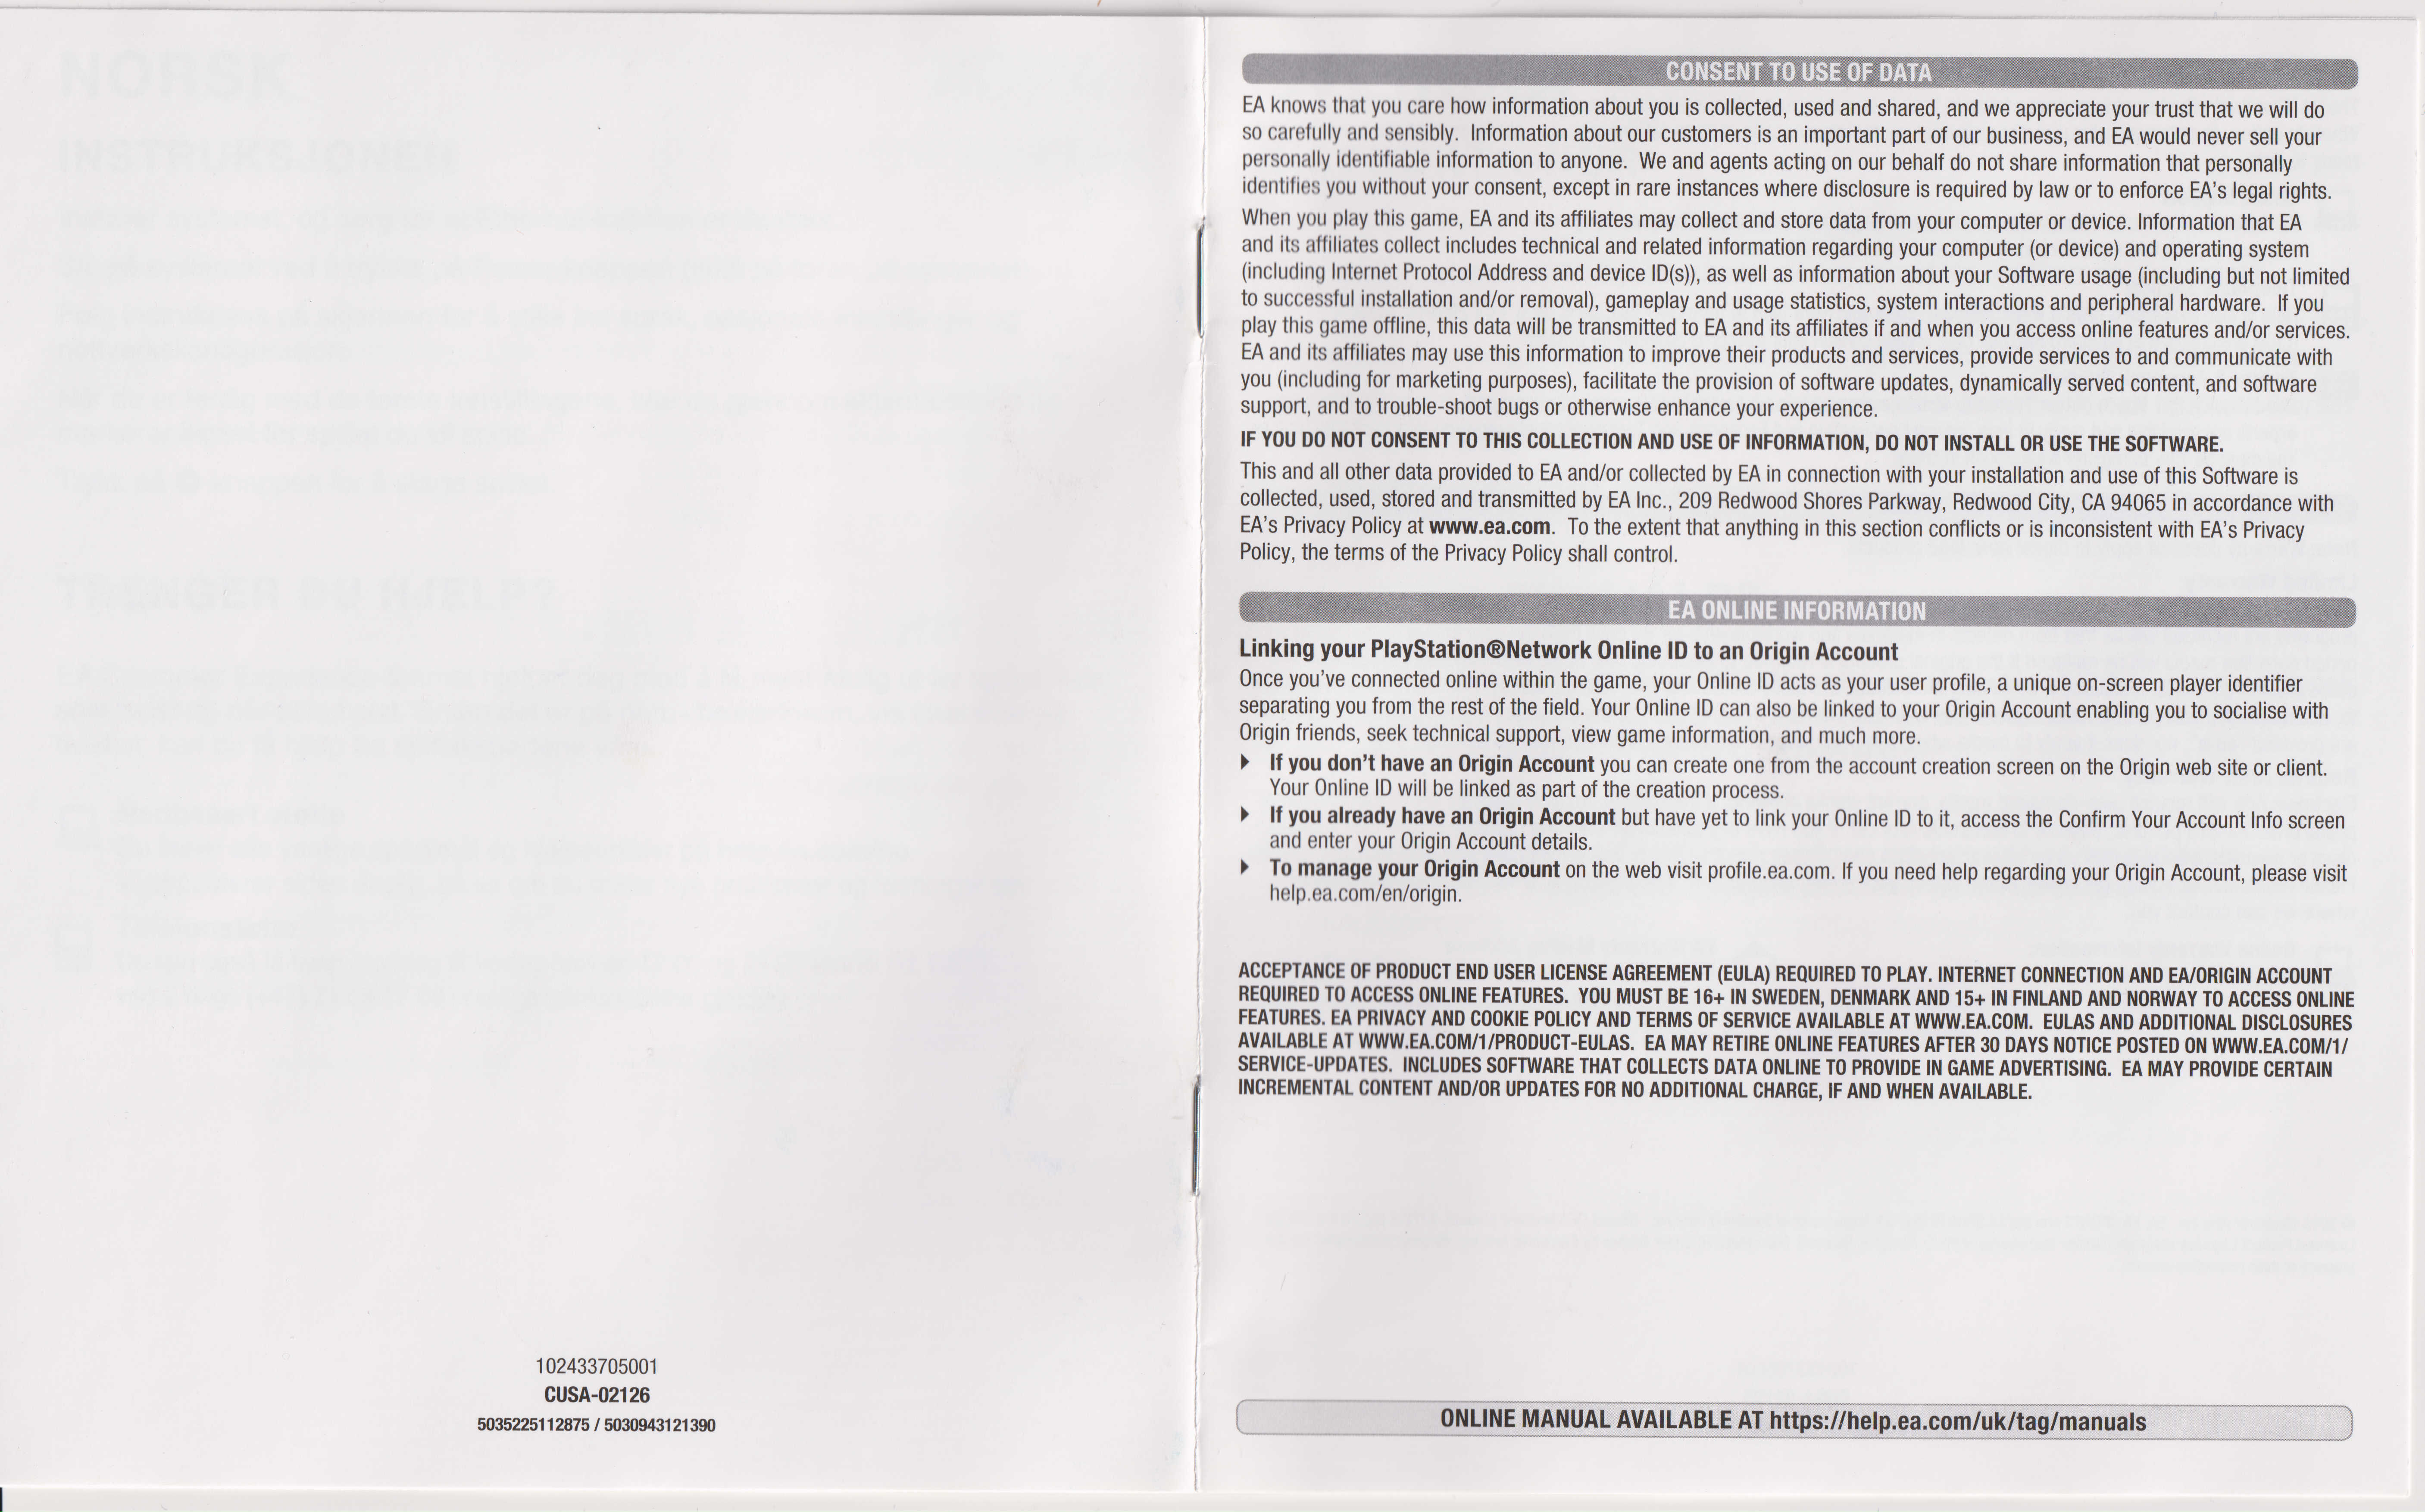 102433705001
CUSA-02126
5035225112875 / 5030943121390
CONSENT TO USE OF DATA
EA knows that you care how information about you is collected, used and shared, and we appreciate your trust that we will do
so carefully and sensibly.  Information about our customers is an important part of our business, and EA would never sell your
personally identifiable information to anyone.  We and agents acting on our behalf do not share information that personally
identifies you without your consent, except in rare instances where disclosure is required by law or to enforce EA's legal rights.
When you play this game, EA and its affiliates may collect and store data from your computer or device. Information that EA
and its affiliates collect includes technical and related information regarding your computer (or device) and operating system
(including Internet Protocol Address and device ID(s)), as well as information about your Software usage (including but not limited
to successful installation and/or removal), gameplay and usage statistics, system interactions and peripheral hardware.  If you
play this game offline, this data will be transmitted to EA and its affiliates if and when you access online features and/or services.
EA and its affiliates may use this information to improve their products and services, provide services to and communicate with
you (including for marketing purposes), facilitate the provision of software updates, dynamically served content, and software
support, and to trouble-shoot bugs or otherwise enhance your experience.
IF YOU DO NOT CONSENT TO THIS COLLECTION AND USE OF INFORMATION, DO NOT INSTALL OR USE THE SOFTWARE.
This and all other data provided to EA and/or collected by EA in connection with your installation and use of this Software is
collected, used, stored and transmitted by EA Inc., 209 Redwood Shores Parkway, Redwood City, CA 94065 in accordance with
EA's Privacy Policy at www.ea.com.  To the extent that anything in this section conflicts or is inconsistent with EA's Privacy
Policy, the terms of the Privacy Policy shall control.
EA ONLINE INFORMATION
Linking your PlayStation®Network Online ID to an Origin Account
Once you've connected online within the game, your Online ID acts as your user profile, a unique on-screen player identifier
separating you from the rest of the field. Your Online ID can also be linked to your Origin Account enabling you to socialise with
Origin friends, seek technical support, view game information, and much more.
If you don't have an Origin Account you can create one from the account creation screen on the Origin web site or client.
Your Online ID will be linked as part of the creation process.
If you already have an Origin Account but have yet to link your Online ID to it, access the Confirm Your Account Info screen
and enter your Origin Account details.
To manage your Origin Account on the web visit profile.ea.com. If you need help regarding your Origin Account, please visit
help.ea.com/en/origin.
ACCEPTANCE OF PRODUCT END USER LICENSE AGREEMENT (EULA) REQUIRED TO PLAY. INTERNET CONNECTION AND EA/ORIGIN ACCOUNT
REQUIRED TO ACCESS ONLINE FEATURES.  YOU MUST BE 16+ IN SWEDEN, DENMARK AND 15+ IN FINLAND AND NORWAY TO ACCESS ONLINE
FEATURES. EA PRIVACY AND COOKIE POLICY AND TERMS OF SERVICE AVAILABLE AT WWW.EA.COM.  EULAS AND ADDITIONAL DISCLOSURES
AVAILABLE AT WWW.EA.COM/1/PRODUCT-EULAS.  EA MAY RETIRE ONLINE FEATURES AFTER 30 DAYS NOTICE POSTED ON WWW.EA.COM/1/
SERVICE-UPDATES.  INCLUDES SOFTWARE THAT COLLECTS DATA ONLINE TO PROVIDE IN GAME ADVERTISING.  EA MAY PROVIDE CERTAIN
INCREMENTAL CONTENT AND/OR UPDATES FOR NO ADDITIONAL CHARGE, IF AND WHEN AVAILABLE.
ONLINE MANUAL AVAILABLE AT https://help.ea.com/uk/tag/manuals